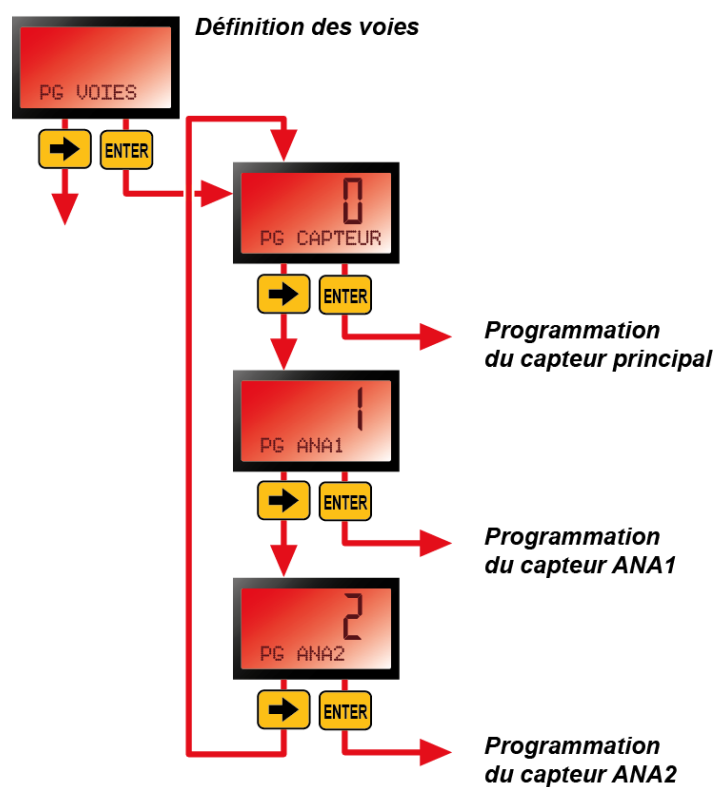 Définition des voies
PG VOIES
ENTER
0
PG CAPTEUR
ENTER
Programmation
du capteur principal
1
PG ANA1
ENTER
Programmation
du capteur ANA1
2
PG ANA2
ENTER
Programmation
du capteur ANA2